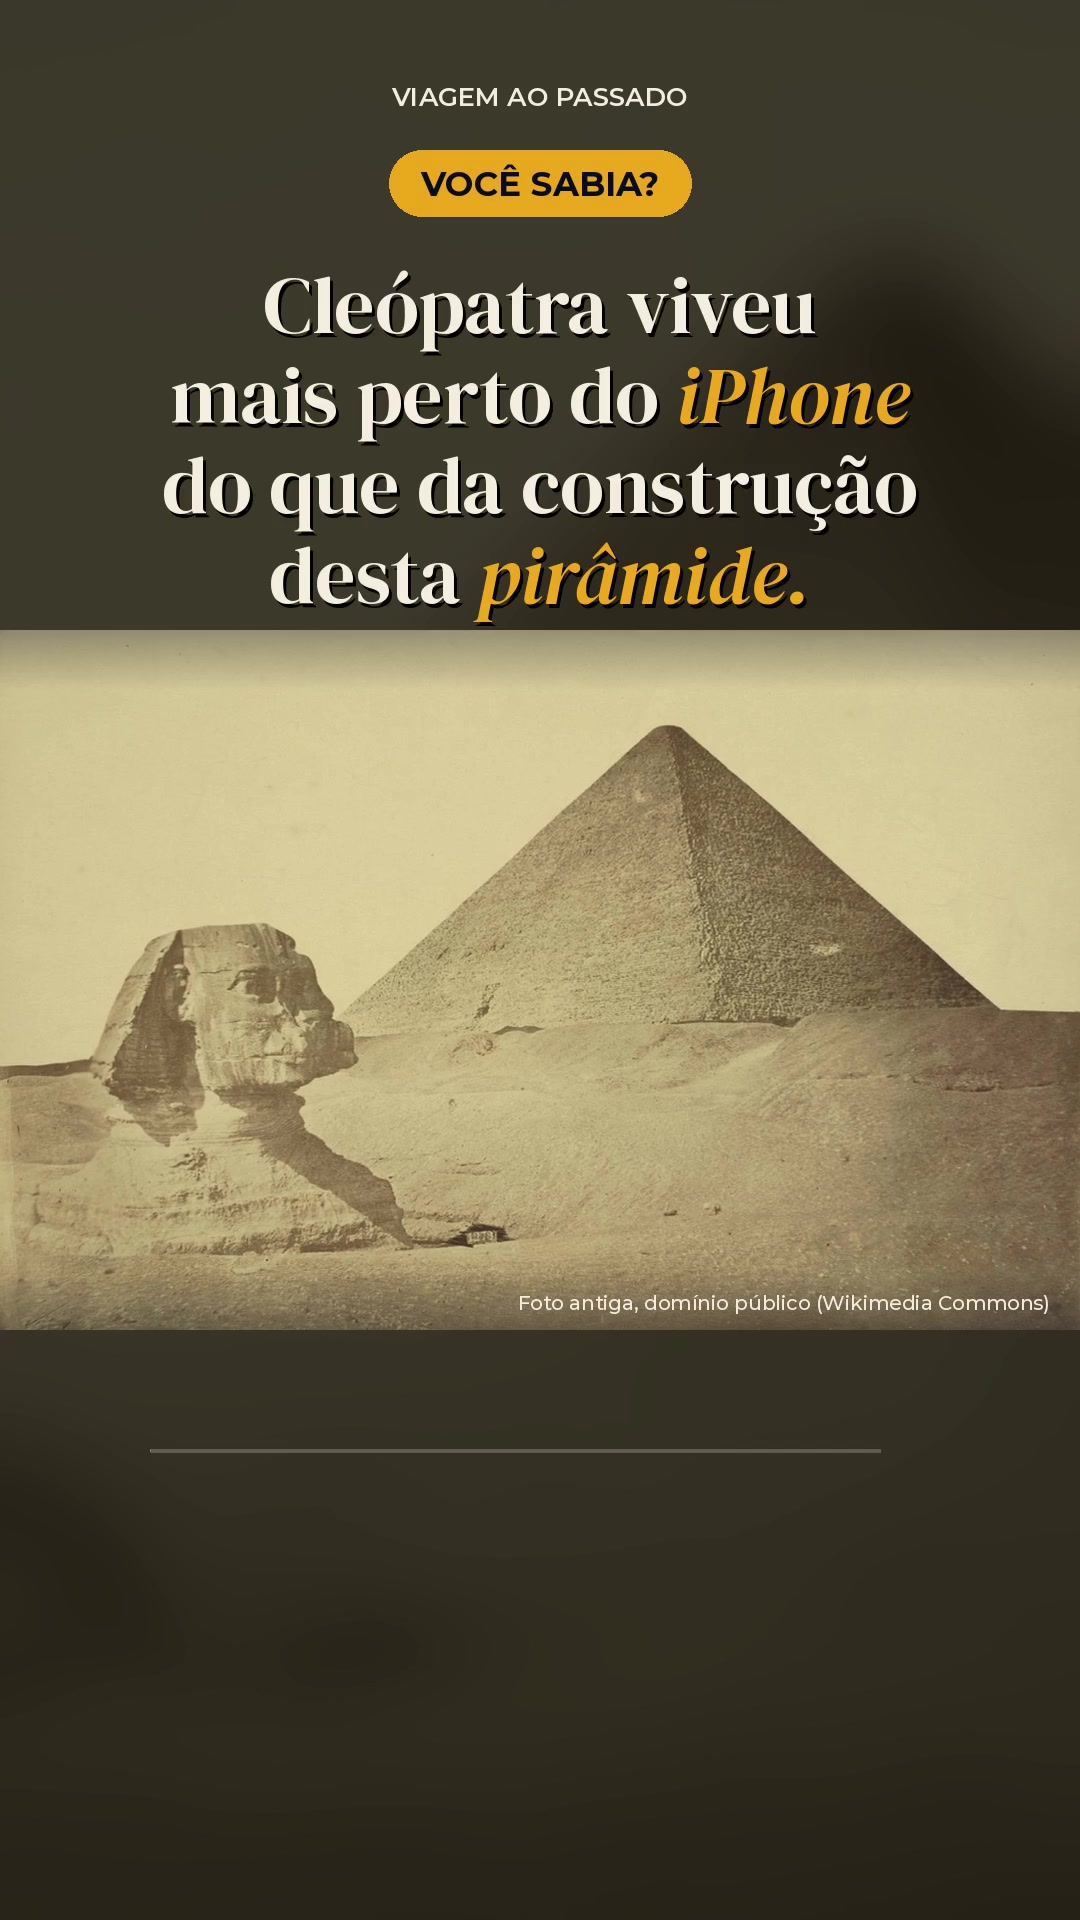 VIAGEM AO PASSADO
VOCÊ SABIA?
Cleópatra viveu
mais perto do iPhone
do que da construção
desta pirâmide.
Foto antiga, domínio público (Wikimedia Commons)